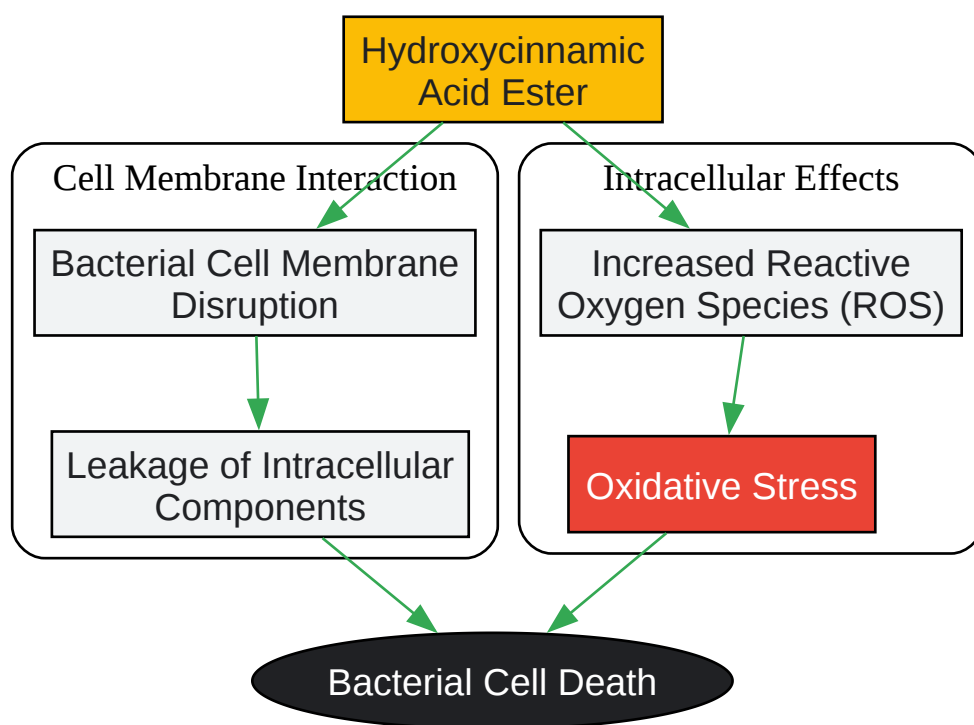 Hydroxycinnamic
Acid Ester
Cell Membrane Interaction
Bacterial Cell Membrane
Disruption
Leakage of Intracellular
Components
Intracellular Effects
Increased Reactive
Oxygen Species (ROS)
Oxidative Stress
Bacterial Cell Death